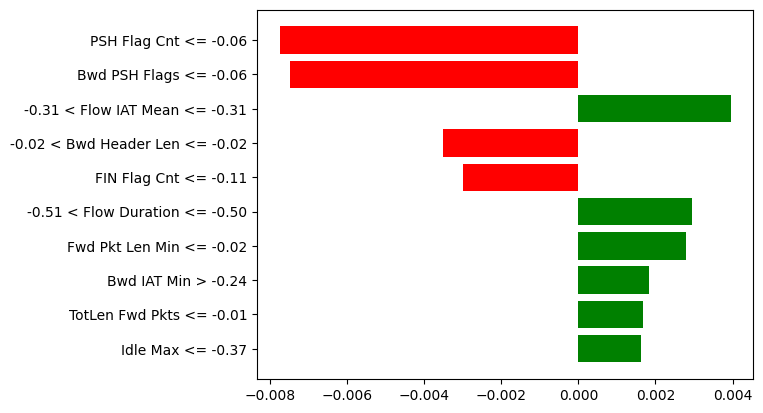 PSH Flag Cnt <= -0.06
Bwd PSH Flags <= -0.06
-0.31 < Flow IAT Mean <= -0.31
-0.02 < Bwd Header Len <= -0.02
FIN Flag Cnt <= -0.11
-0.51 < Flow Duration <= -0.50
Fwd Pkt Len Min <= -0.02
Bwd IAT Min > -0.24
TotLen Fwd Pkts <= -0.01
Idle Max <= -0.37
−0.008 −0.006 −0.004 −0.002 0.000 0.002 0.004